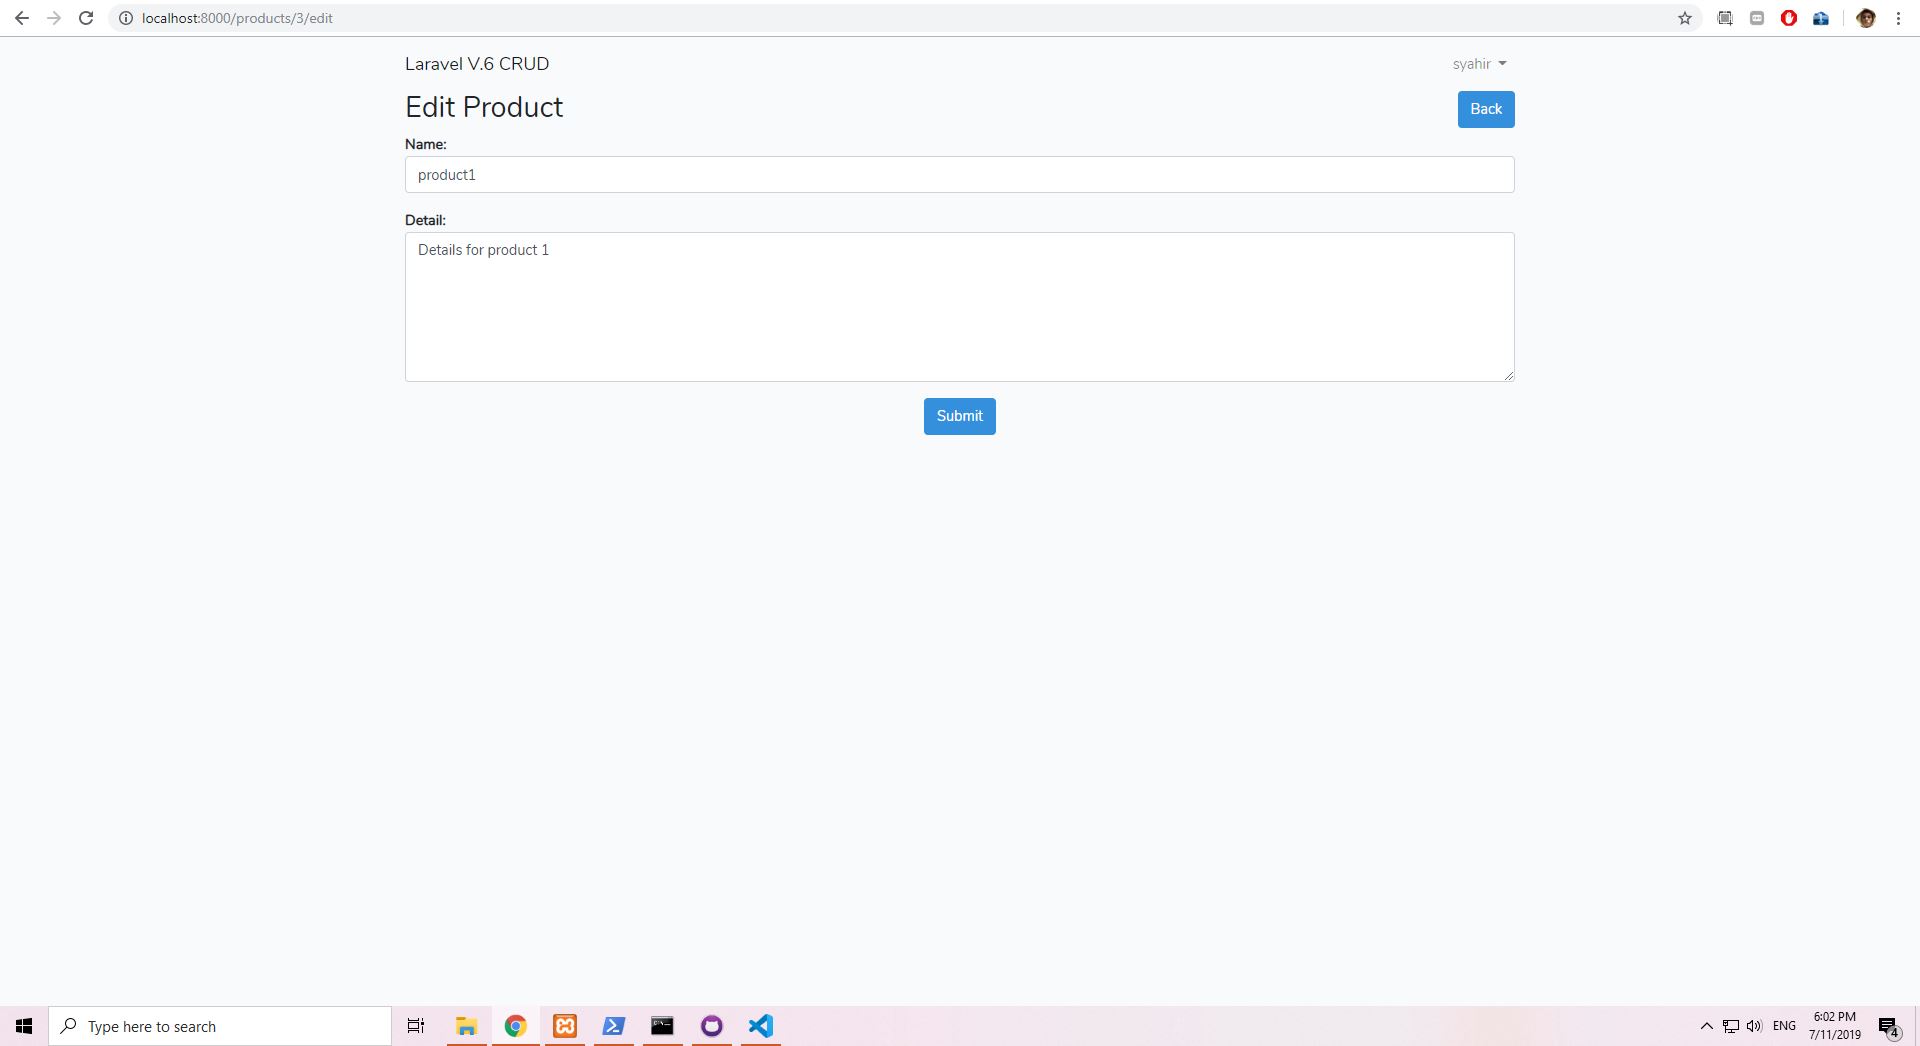 localhost:8000/products/3/edit
Laravel V.6 CRUD
syahir
Edit Product
Back
Name:
product1
Detail:
Details for product 1
Submit
Type here to search
ENG
6:02 PM
7/11/2019
4